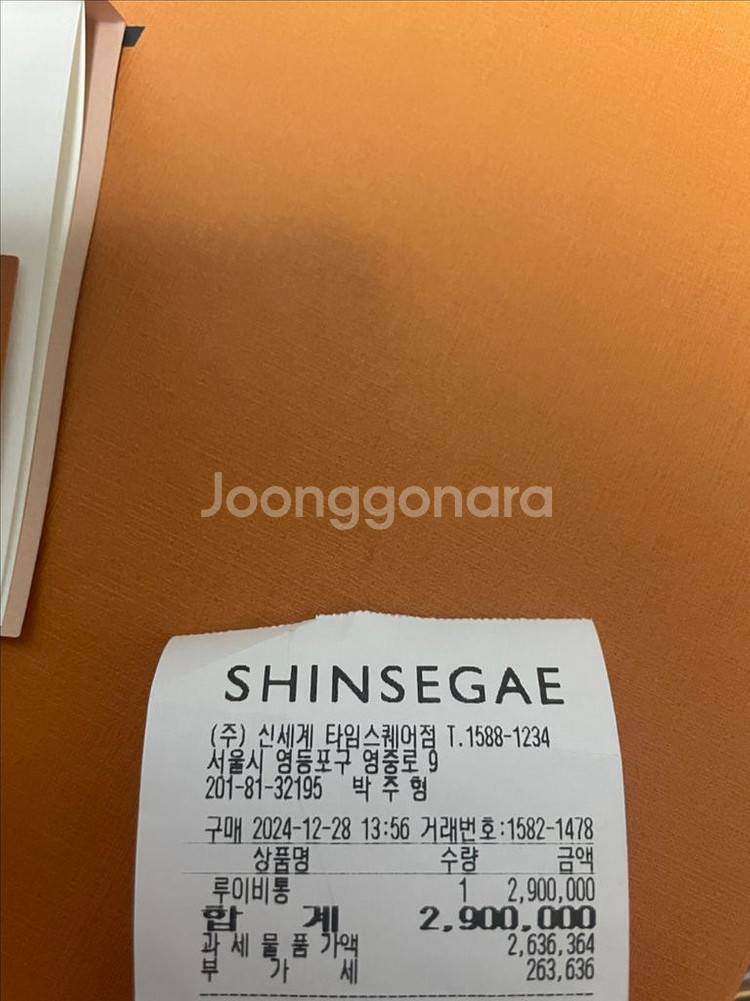 Joonggonara
SHINSEGAE
(주) 신세계 타임스퀘어점 T.1588-1234
서울시 영등포구 영중로 9
201-81-32195 박 주 형
구매 2024-12-28 13:56 거래번호:1582-1478
상품명 수량 금액
루이비통 1 2,900,000
합 계 2,900,000
과 세 물 품 가액 2,636,364
부 가 세 263,636